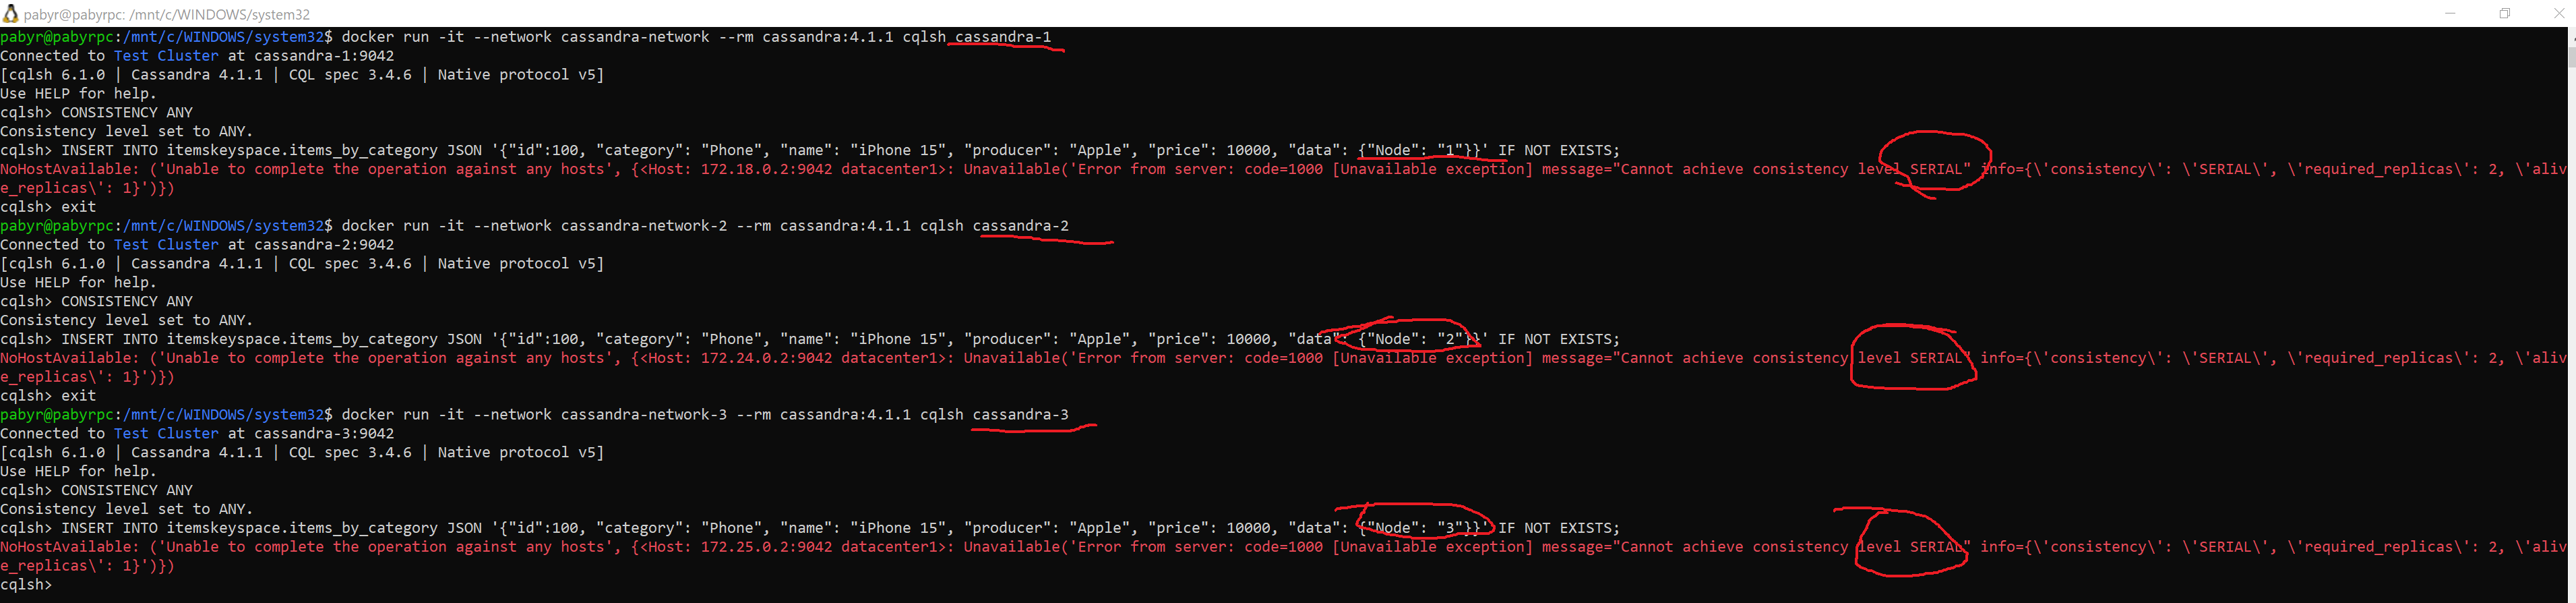 pabyr@pabyrpc: /mnt/c/WINDOWS/system32
pabyr@pabyrpc:/mnt/c/WINDOWS/system32$ docker run -it --network cassandra-network --rm cassandra:4.1.1 cqlsh cassandra-1
Connected to Test Cluster at cassandra-1:9042
[cqlsh 6.1.0 | Cassandra 4.1.1 | CQL spec 3.4.6 | Native protocol v5]
Use HELP for help.
cqlsh> CONSISTENCY ANY
Consistency level set to ANY.
cqlsh> INSERT INTO itemskeyspace.items_by_category JSON '{"id":100, "category": "Phone", "name": "iPhone 15", "producer": "Apple", "price": 10000, "data": {"Node": "1"}}' IF NOT EXISTS;
NoHostAvailable: ('Unable to complete the operation against any hosts', {<Host: 172.18.0.2:9042 datacenter1>: Unavailable('Error from server: code=1000 [Unavailable exception] message="Cannot achieve consistency level SERIAL" info={\'consistency\': \'SERIAL\', \'required_replicas\': 2, \'aliv
e_replicas\': 1}')})
cqlsh> exit
pabyr@pabyrpc:/mnt/c/WINDOWS/system32$ docker run -it --network cassandra-network-2 --rm cassandra:4.1.1 cqlsh cassandra-2
Connected to Test Cluster at cassandra-2:9042
[cqlsh 6.1.0 | Cassandra 4.1.1 | CQL spec 3.4.6 | Native protocol v5]
Use HELP for help.
cqlsh> CONSISTENCY ANY
Consistency level set to ANY.
cqlsh> INSERT INTO itemskeyspace.items_by_category JSON '{"id":100, "category": "Phone", "name": "iPhone 15", "producer": "Apple", "price": 10000, "data": {"Node": "2"}}' IF NOT EXISTS;
NoHostAvailable: ('Unable to complete the operation against any hosts', {<Host: 172.24.0.2:9042 datacenter1>: Unavailable('Error from server: code=1000 [Unavailable exception] message="Cannot achieve consistency level SERIAL" info={\'consistency\': \'SERIAL\', \'required_replicas\': 2, \'aliv
e_replicas\': 1}')})
cqlsh> exit
pabyr@pabyrpc:/mnt/c/WINDOWS/system32$ docker run -it --network cassandra-network-3 --rm cassandra:4.1.1 cqlsh cassandra-3
Connected to Test Cluster at cassandra-3:9042
[cqlsh 6.1.0 | Cassandra 4.1.1 | CQL spec 3.4.6 | Native protocol v5]
Use HELP for help.
cqlsh> CONSISTENCY ANY
Consistency level set to ANY.
cqlsh> INSERT INTO itemskeyspace.items_by_category JSON '{"id":100, "category": "Phone", "name": "iPhone 15", "producer": "Apple", "price": 10000, "data": {"Node": "3"}}' IF NOT EXISTS;
NoHostAvailable: ('Unable to complete the operation against any hosts', {<Host: 172.25.0.2:9042 datacenter1>: Unavailable('Error from server: code=1000 [Unavailable exception] message="Cannot achieve consistency level SERIAL" info={\'consistency\': \'SERIAL\', \'required_replicas\': 2, \'aliv
e_replicas\': 1}')})
cqlsh>